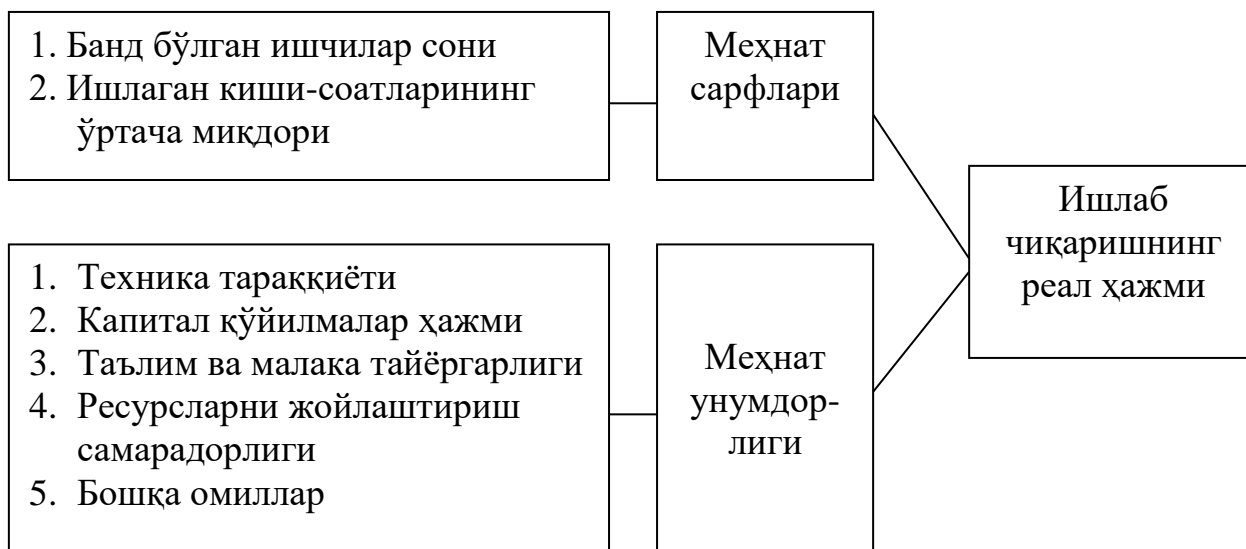 1. Банд бўлган ишчилар сони
2. Ишлаган киши-соатларининг
ўртача миқдори
Меҳнат
сарфлари
Ишлаб
чиқаришнинг
реал ҳажми
1. Техника тараққиёти
2. Капитал қўйилмалар ҳажми
3. Таълим ва малака тайёргарлиги
4. Ресурсларни жойлаштириш
самарадорлиги
5. Бошқа омиллар
Меҳнат
унумдор-
лиги